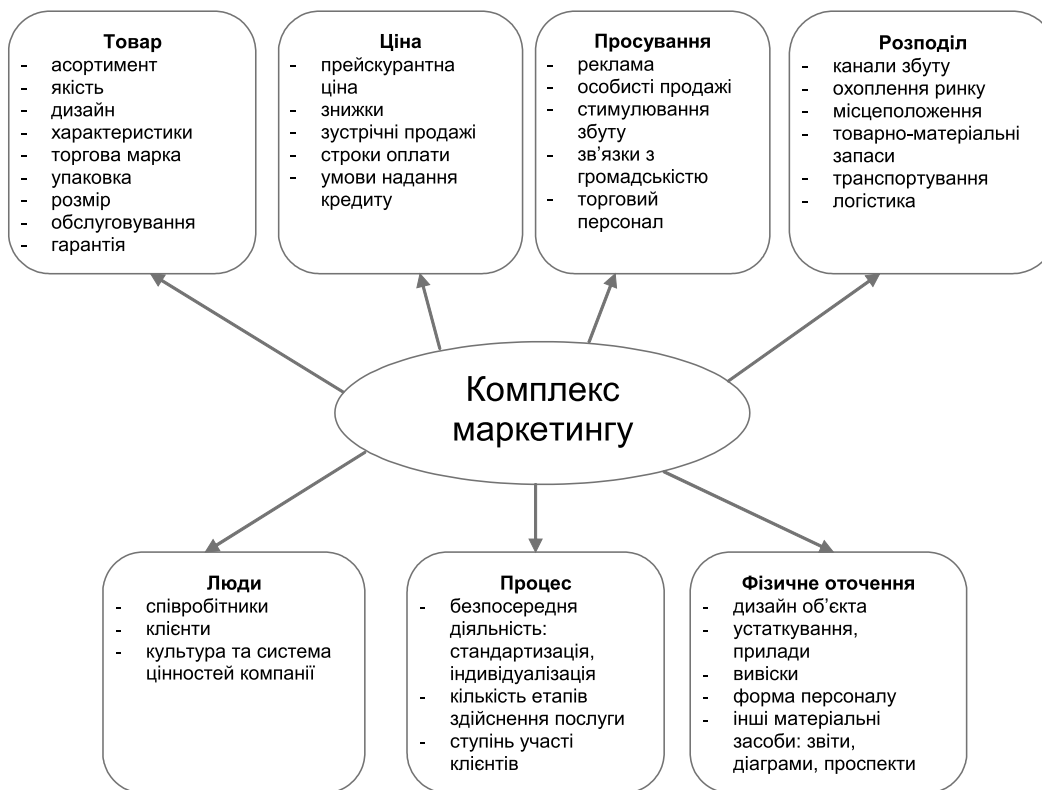 Товар
- асортимент
- якість
- дизайн
- характеристики
- торгова марка
- упаковка
- розмір
- обслуговування
- гарантія
Ціна
- прейскурантна
ціна
- знижки
- зустрічні продажі
- строки оплати
- умови надання
кредиту
Просування
- реклама
- особисті продажі
- стимулювання
збуту
- зв’язки з
громадськістю
- торговий
персонал
Розподіл
- канали збуту
- охоплення ринку
- місцеположення
- товарно-матеріальні
запаси
- транспортування
- логістика
Комплекс
маркетингу
Люди
- співробітники
- клієнти
- культура та система
цінностей компанії
Процес
- безпосередня
діяльність:
стандартизація,
індивідуалізація
- кількість етапів
здійснення послуги
- ступінь участі
клієнтів
Фізичне оточення
- дизайн об’єкта
- устаткування,
прилади
- вивіски
- форма персоналу
- інші матеріальні
засоби: звіти,
діаграми, проспекти